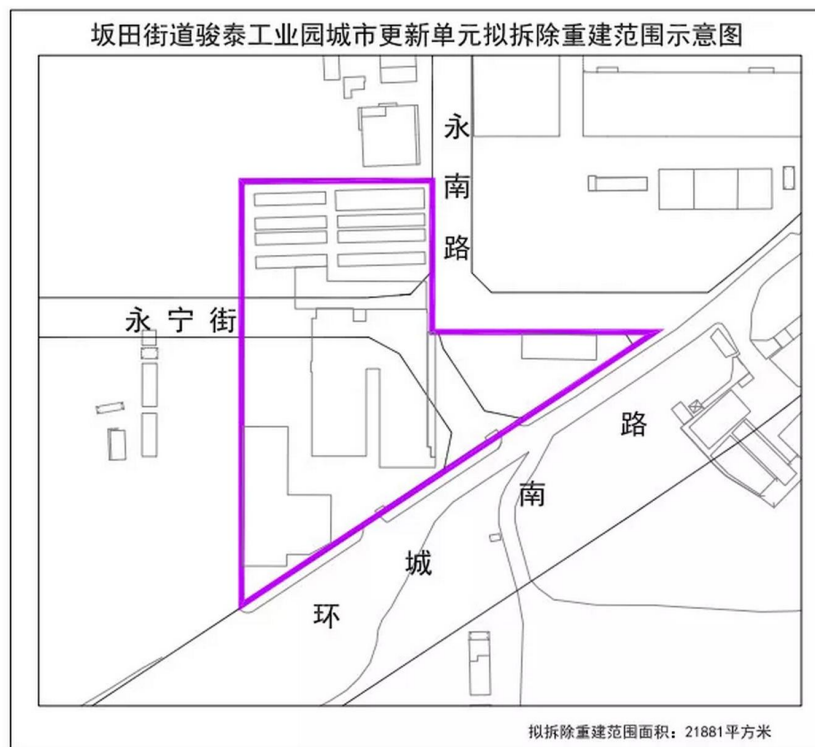 坂田街道骏泰工业园城市更新单元拟拆除重建范围示意图
永南路
永宁街
环城南路
拟拆除重建范围面积：21881平方米